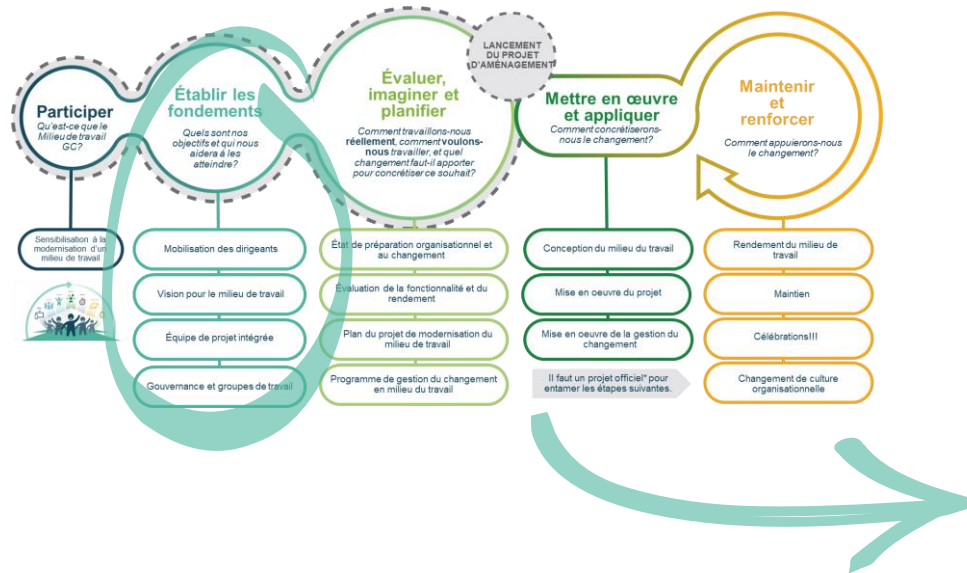 Participer
Qu'est-ce que le
Milieu de travail
GC?
Établir les
fondements
Quels sont nos
objectifs et qui nous
aidera à les
atteindre?
Évaluer,
imaginer et
planifier
Comment travaillons-nous
réellement, comment voulons-
nous travailler, et quel
changement faut-il apporter
pour concrétiser ce souhait?
LANCEMENT
DU PROJET
D'AMÉNAGEMENT
Mettre en œuvre
et appliquer
Comment concrétiserons-
nous le changement?
Maintenir
et
renforcer
Comment appuierons-nous
le changement?
Sensibilisation à la
modernisation d'un
milieu de travail
Mobilisation des dirigeants
Vision pour le milieu de travail
Équipe de projet intégrée
Gouvernance et groupes de travail
État de préparation organisationnel et
au changement
Évaluation de la fonctionnalité et du
rendement
Plan du projet de modernisation du
milieu de travail
Programme de gestion du changement
en milieu du travail
Conception du milieu du travail
Mise en oeuvre du projet
Mise en oeuvre de la gestion du
changement
Il faut un projet officiel* pour
entamer les étapes suivantes.
Rendement du milieu de
travail
Maintien
Célébrations!!!
Changement de culture
organisationnelle